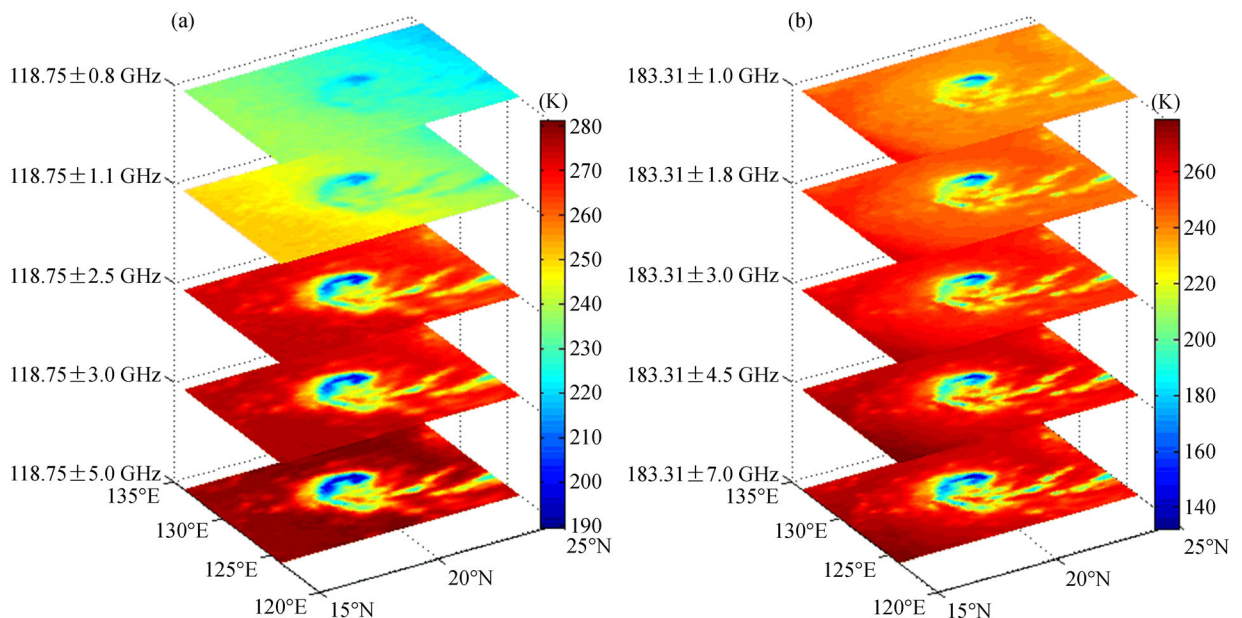 (a)
118.75±0.8 GHz
118.75±1.1 GHz
118.75±2.5 GHz
118.75±3.0 GHz
118.75±5.0 GHz
135°E
130°E
125°E
120°E
15°N
20°N
25°N
(K)
280
270
260
250
240
230
220
210
200
190
(b)
183.31±1.0 GHz
183.31±1.8 GHz
183.31±3.0 GHz
183.31±4.5 GHz
183.31±7.0 GHz
135°E
130°E
125°E
120°E
15°N
20°N
25°N
(K)
260
240
220
200
180
160
140